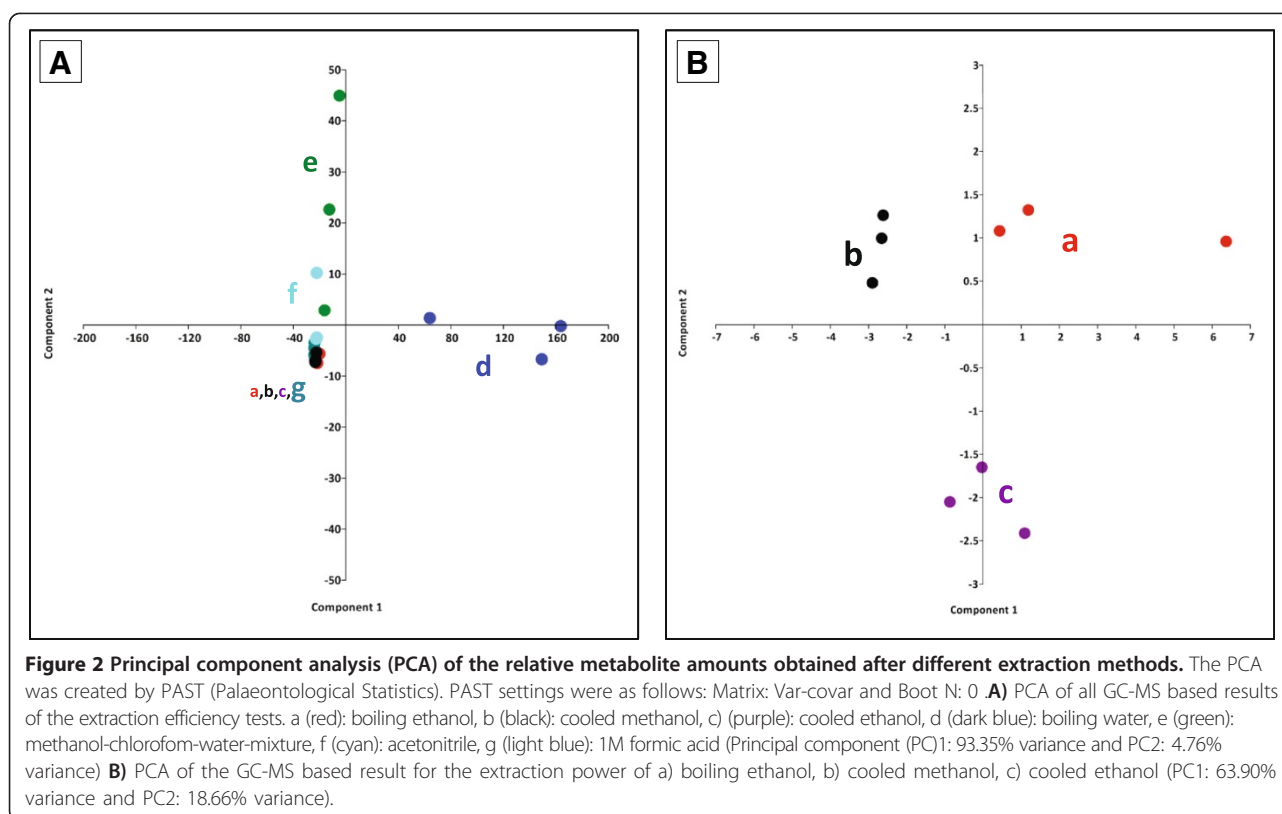 A
50
40
e
30
20
10
f
-200 -160 -120 -80 -40 40 80 120 160 200
Component 2
-10
d
a,b,c,g
-20
-30
-40
-50
Component 1
B
3
2.5
2
1.5
b
1
a
0.5
-7 -6 -5 -4 -3 -2 -1 1 2 3 4 5 6 7
Component 2
-0.5
-1
-1.5
c
-2
-2.5
-3
Component 1
Figure 2 Principal component analysis (PCA) of the relative metabolite amounts obtained after different extraction methods. The PCA
was created by PAST (Palaeontological Statistics). PAST settings were as follows: Matrix: Var-covar and Boot N: 0 .A) PCA of all GC-MS based results
of the extraction efficiency tests. a (red): boiling ethanol, b (black): cooled methanol, c) (purple): cooled ethanol, d (dark blue): boiling water, e (green):
methanol-chlorofom-water-mixture, f (cyan): acetonitrile, g (light blue): 1M formic acid (Principal component (PC)1: 93.35% variance and PC2: 4.76%
variance) B) PCA of the GC-MS based result for the extraction power of a) boiling ethanol, b) cooled methanol, c) cooled ethanol (PC1: 63.90%
variance and PC2: 18.66% variance).